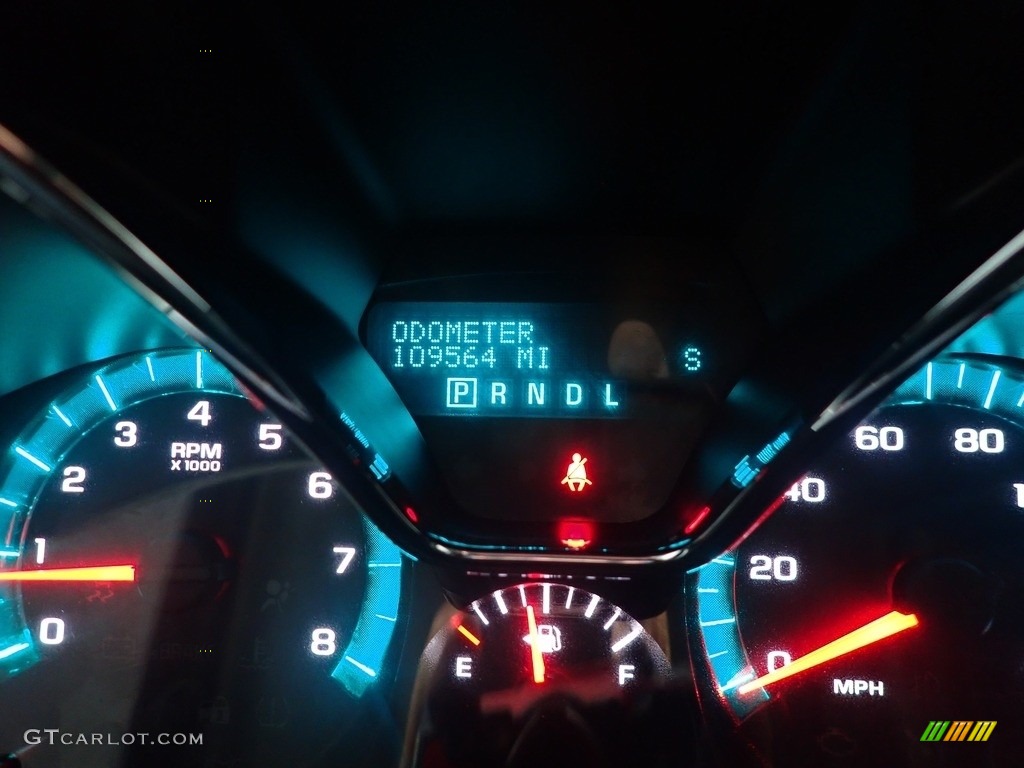 ODOMETER
109564 MI
S
P R N D L
0 1 2 3 4 5 6 7 8
RPM
X1000
E F
0 20 40 60 80
MPH
GTCARLOT.COM